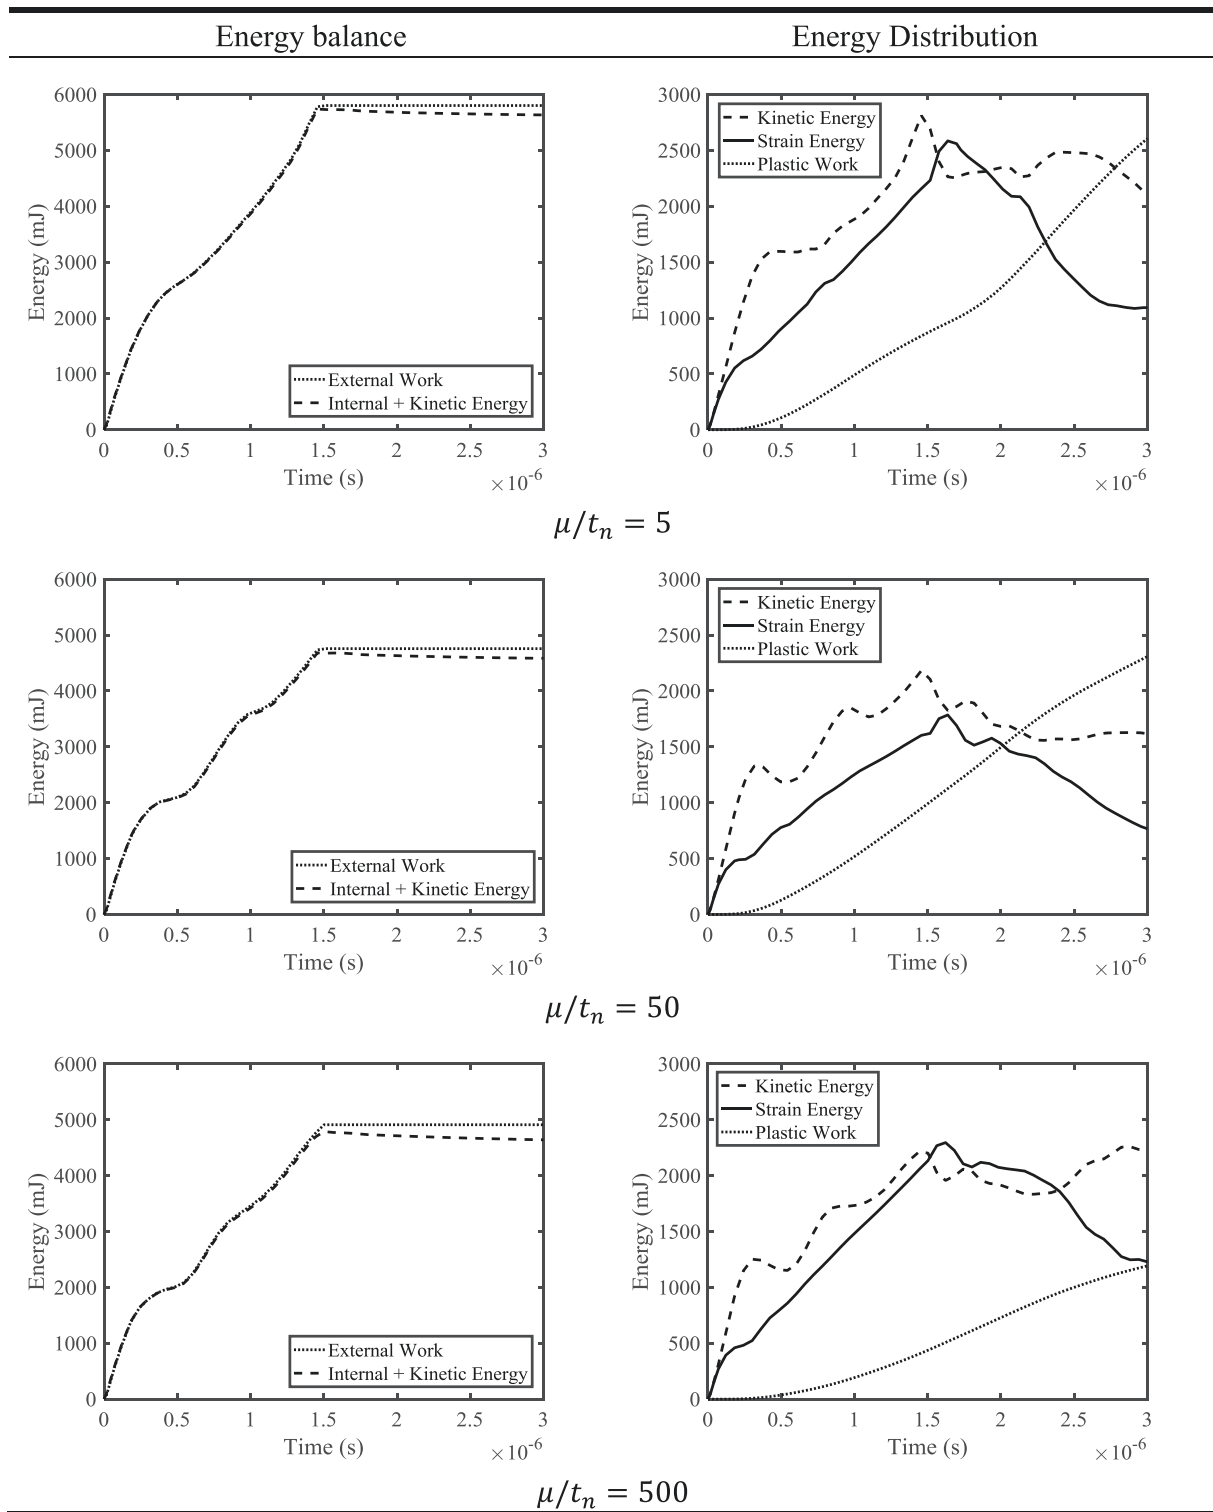 Energy balance Energy Distribution
6000
5000
4000
3000
2000
1000
0
Energy (mJ)
External Work
Internal + Kinetic Energy
0 0.5 1 1.5 2 2.5 3
Time (s)
×10-6
3000
2500
2000
1500
1000
500
0
Energy (mJ)
Kinetic Energy
Strain Energy
Plastic Work
0 0.5 1 1.5 2 2.5 3
Time (s)
×10-6
μ/tn = 5
6000
5000
4000
3000
2000
1000
0
Energy (mJ)
External Work
Internal + Kinetic Energy
0 0.5 1 1.5 2 2.5 3
Time (s)
×10-6
3000
2500
2000
1500
1000
500
0
Energy (mJ)
Kinetic Energy
Strain Energy
Plastic Work
0 0.5 1 1.5 2 2.5 3
Time (s)
×10-6
μ/tn = 50
6000
5000
4000
3000
2000
1000
0
Energy (mJ)
External Work
Internal + Kinetic Energy
0 0.5 1 1.5 2 2.5 3
Time (s)
×10-6
3000
2500
2000
1500
1000
500
0
Energy (mJ)
Kinetic Energy
Strain Energy
Plastic Work
0 0.5 1 1.5 2 2.5 3
Time (s)
×10-6
μ/tn = 500